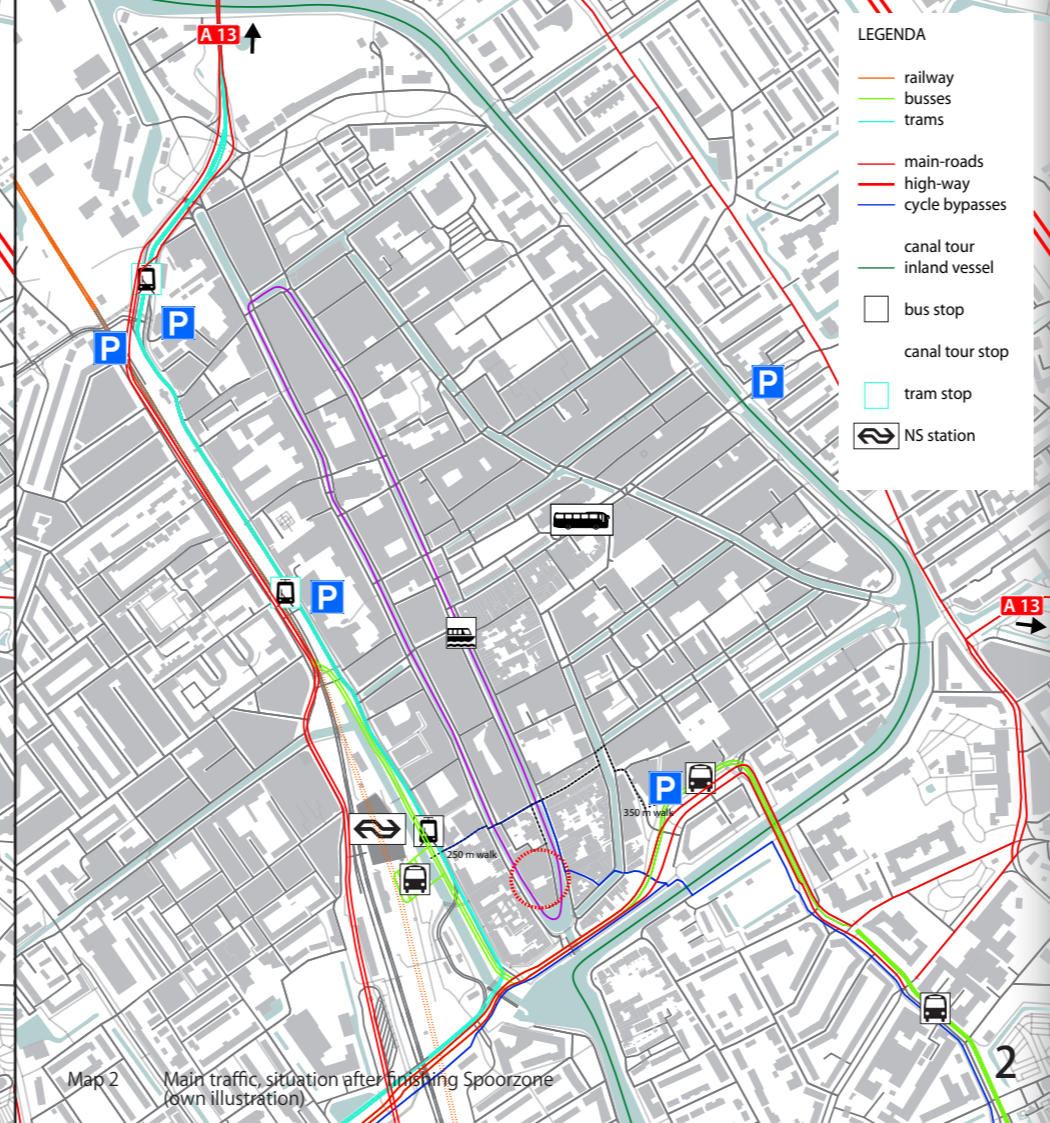 A 13
LEGENDA
railway
busses
trams
main-roads
high-way
cycle bypasses
canal tour
inland vessel
bus stop
canal tour stop
tram stop
NS station
P
P
P
P
A 13
P
350 m walk
250 m walk
Map 2 Main traffic, situation after finishing Spoorzone
(own illustration)
2